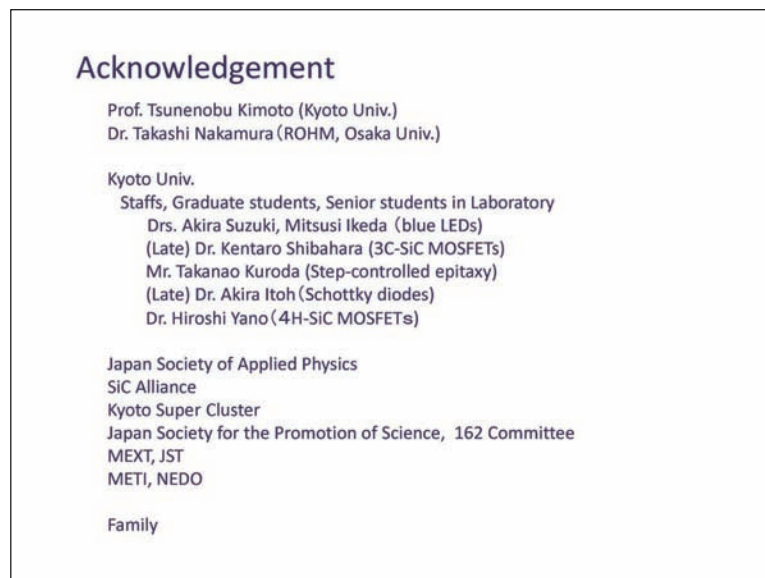 Acknowledgement
Prof. Tsunenobu Kimoto (Kyoto Univ.)
Dr. Takashi Nakamura（ROHM, Osaka Univ.）
Kyoto Univ.
Staffs, Graduate students, Senior students in Laboratory
Drs. Akira Suzuki, Mitsusi Ikeda（blue LEDs)
(Late) Dr. Kentaro Shibahara (3C-SiC MOSFETs)
Mr. Takanao Kuroda (Step-controlled epitaxy)
(Late) Dr. Akira Itoh（Schottky diodes)
Dr. Hiroshi Yano（４H-SiC MOSFETｓ)
Japan Society of Applied Physics
SiC Alliance
Kyoto Super Cluster
Japan Society for the Promotion of Science, 162 Committee
MEXT, JST
METI, NEDO
Family